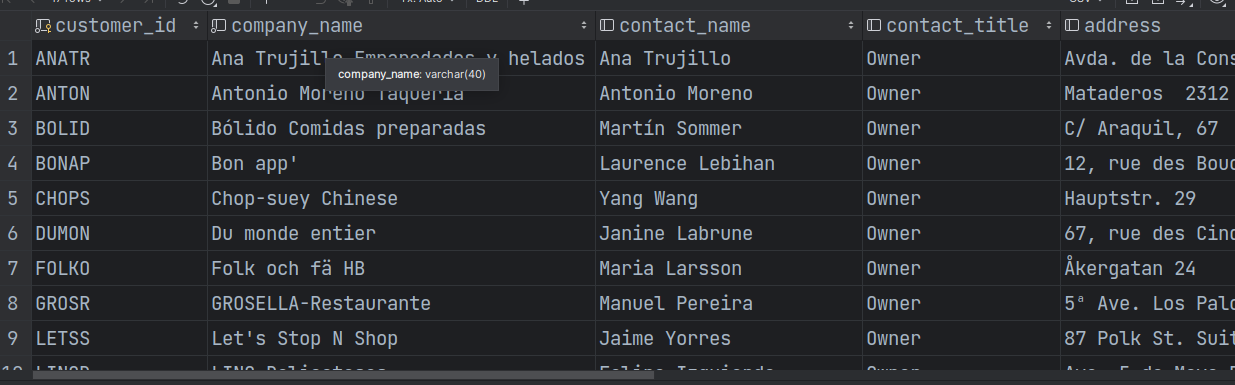 customer_id company_name contact_name contact_title address
1 ANATR Ana Trujillo Emparedados y helados Ana Trujillo Owner Avda. de la Cons
company_name: varchar(40)
2 ANTON Antonio Moreno Taquería Antonio Moreno Owner Mataderos  2312
3 BOLID Bólido Comidas preparadas Martín Sommer Owner C/ Araquil, 67
4 BONAP Bon app' Laurence Lebihan Owner 12, rue des Bouc
5 CHOPS Chop-suey Chinese Yang Wang Owner Hauptstr. 29
6 DUMON Du monde entier Janine Labrune Owner 67, rue des Cinq
7 FOLKO Folk och fä HB Maria Larsson Owner Åkergatan 24
8 GROSR GROSELLA-Restaurante Manuel Pereira Owner 5ª Ave. Los Palo
9 LETSS Let's Stop N Shop Jaime Yorres Owner 87 Polk St. Suit